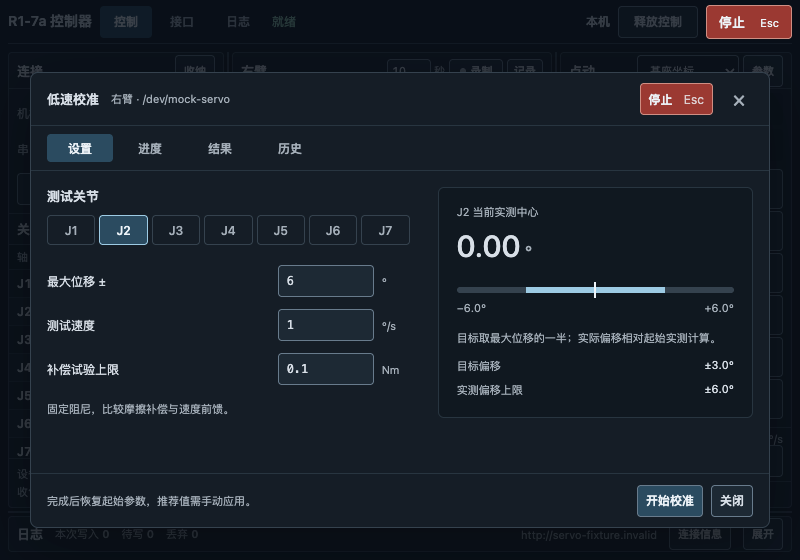 R1-7a 控制器 控制 接口 日志 就绪 本机 释放控制 停止 Esc
低速校准 右臂 · /dev/mock-servo 停止 Esc ×
设置 进度 结果 历史
测试关节
J1 J2 J3 J4 J5 J6 J7
最大位移 ± 6 °
测试速度 1 °/s
补偿试验上限 0.1 Nm
固定阻尼，比较摩擦补偿与速度前馈。
J2 当前实测中心
0.00 °
−6.0° +6.0°
目标取最大位移的一半；实际偏移相对起始实测计算。
目标偏移 ±3.0°
实测偏移上限 ±6.0°
完成后恢复起始参数，推荐值需手动应用。 开始校准 关闭
日志 本次写入 0 待写 0 丢弃 0 http://servo-fixture.invalid 连接信息 展开